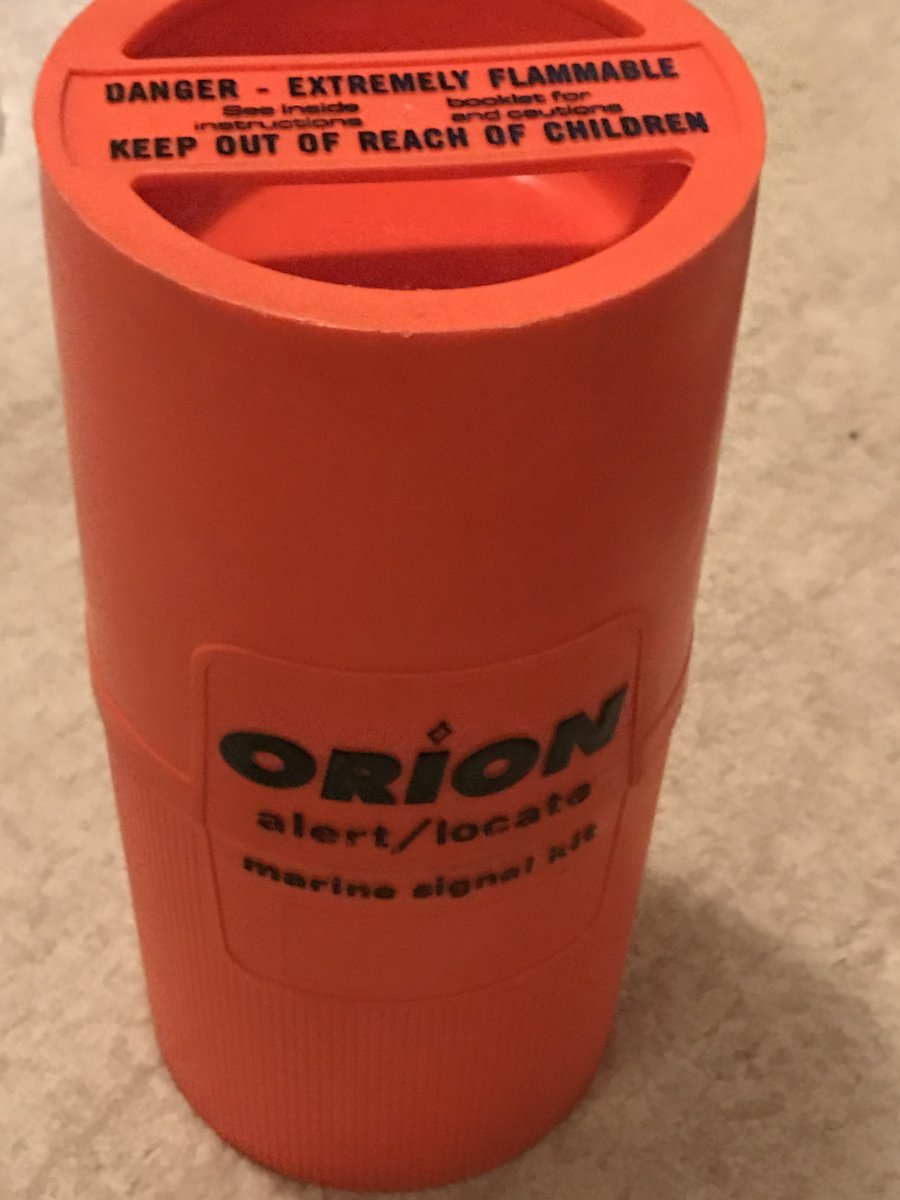 DANGER - EXTREMELY FLAMMABLE
See inside booklet for
instructions and cautions
KEEP OUT OF REACH OF CHILDREN
ORION
alert/locate
marine signal kit